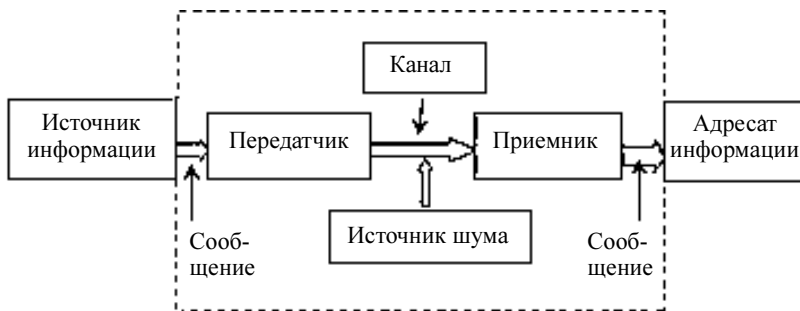 Канал
Источник
информации
Передатчик
Приемник
Адресат
информации
Источник шума
Сооб-
щение
Сооб-
щение